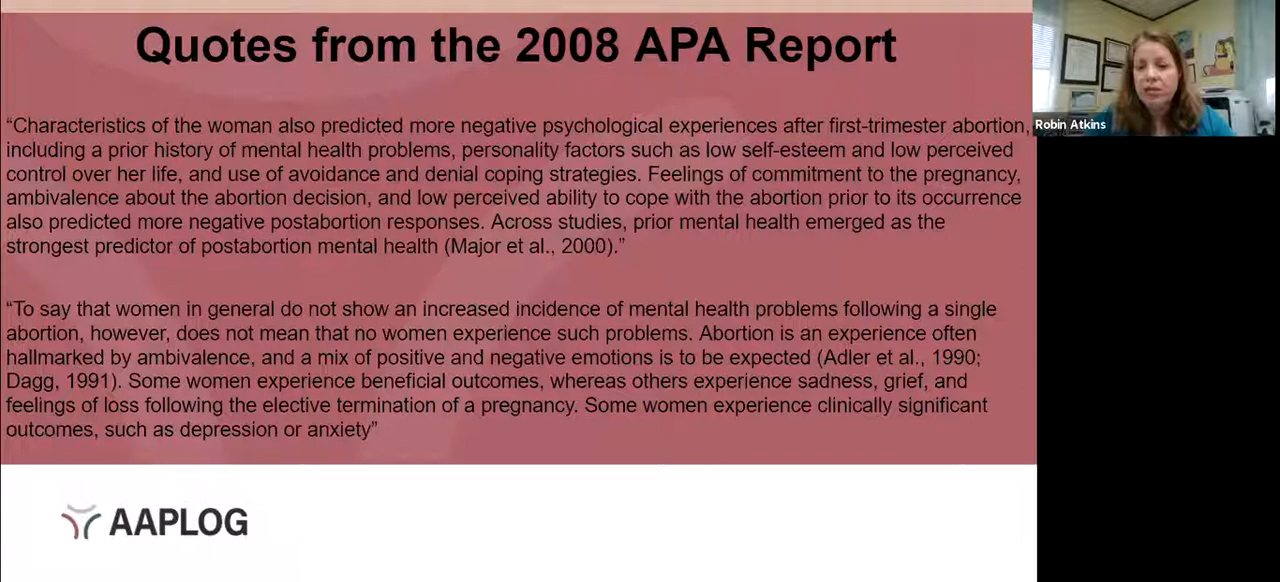 Quotes from the 2008 APA Report
Robin Atkins
“Characteristics of the woman also predicted more negative psychological experiences after first-trimester abortion,
including a prior history of mental health problems, personality factors such as low self-esteem and low perceived
control over her life, and use of avoidance and denial coping strategies. Feelings of commitment to the pregnancy,
ambivalence about the abortion decision, and low perceived ability to cope with the abortion prior to its occurrence
also predicted more negative postabortion responses. Across studies, prior mental health emerged as the
strongest predictor of postabortion mental health (Major et al., 2000).”
“To say that women in general do not show an increased incidence of mental health problems following a single
abortion, however, does not mean that no women experience such problems. Abortion is an experience often
hallmarked by ambivalence, and a mix of positive and negative emotions is to be expected (Adler et al., 1990;
Dagg, 1991). Some women experience beneficial outcomes, whereas others experience sadness, grief, and
feelings of loss following the elective termination of a pregnancy. Some women experience clinically significant
outcomes, such as depression or anxiety”
AAPLOG